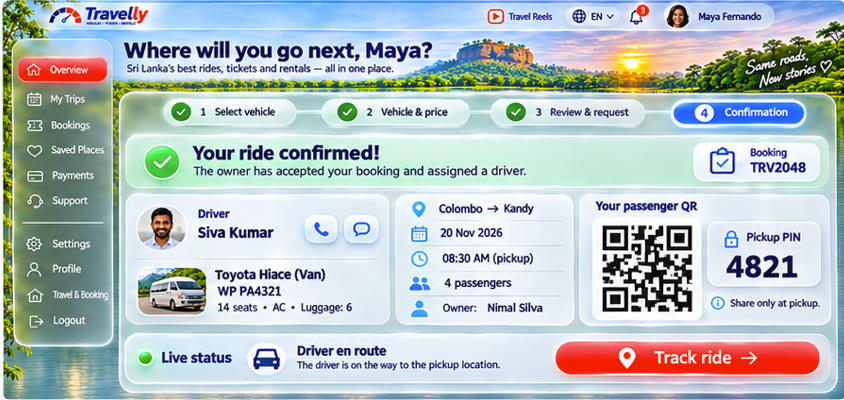 Travelly
Travel Reels
EN
3
Maya Fernando
Where will you go next, Maya?
Sri Lanka's best rides, tickets and rentals — all in one place.
Same roads.
New stories ♡
Overview
My Trips
Bookings
Saved Places
Payments
Support
Settings
Profile
Travel & Booking
Logout
1 Select vehicle
2 Vehicle & price
3 Review & request
4 Confirmation
Your ride confirmed!
The owner has accepted your booking and assigned a driver.
Booking
TRV2048
Driver
Siva Kumar
Toyota Hiace (Van)
WP PA4321
14 seats • AC • Luggage: 6
Colombo → Kandy
20 Nov 2026
08:30 AM (pickup)
4 passengers
Owner: Nimal Silva
Your passenger QR
Pickup PIN
4821
Share only at pickup.
Live status
Driver en route
The driver is on the way to the pickup location.
Track ride →